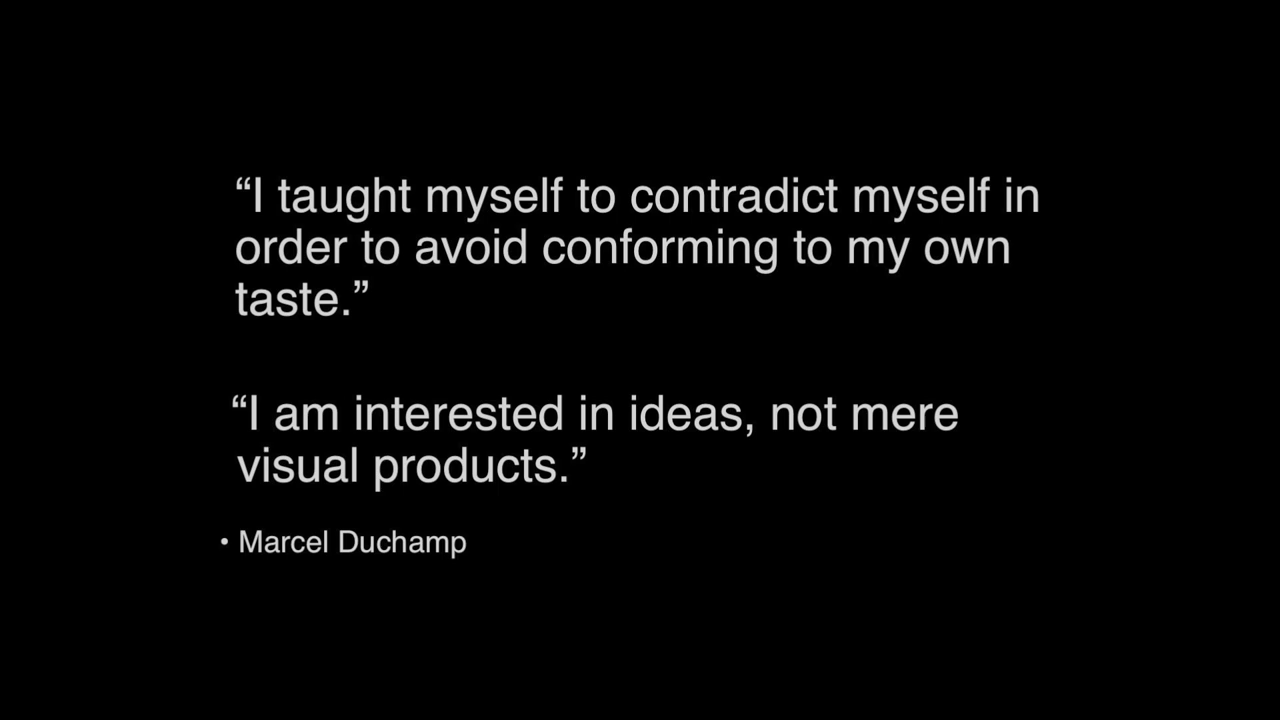 “I taught myself to contradict myself in
order to avoid conforming to my own
taste.”
“I am interested in ideas, not mere
visual products.”
• Marcel Duchamp